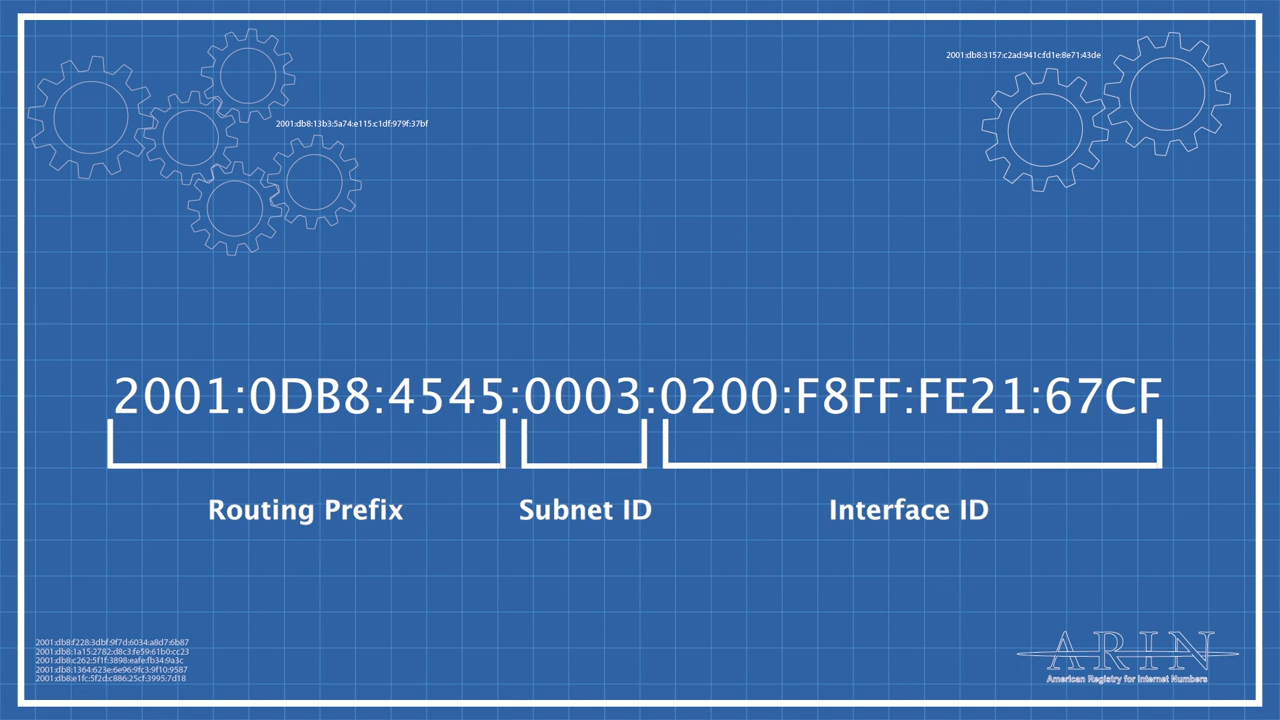 2001:db8:3157:c2ad:941c:fd1e:8e71:43de
2001:db8:13b3:5a74:e115:c1df:979f:37bf
2001:0DB8:4545:0003:0200:F8FF:FE21:67CF
Routing Prefix Subnet ID Interface ID
2001:db8:f228:3dbf:9f7d:6034:a8d7:6b87
2001:db8:1a15:2782:d8c3:fe59:61b0:cc23
2001:db8:c262:5f1f:3898:eafe:fb34:9a3c
2001:db8:1364:623e:6e96:9fc3:9f10:9587
2001:db8:e1fc:5f2d:c886:25cf:3995:7d18
ARIN
American Registry for Internet Numbers